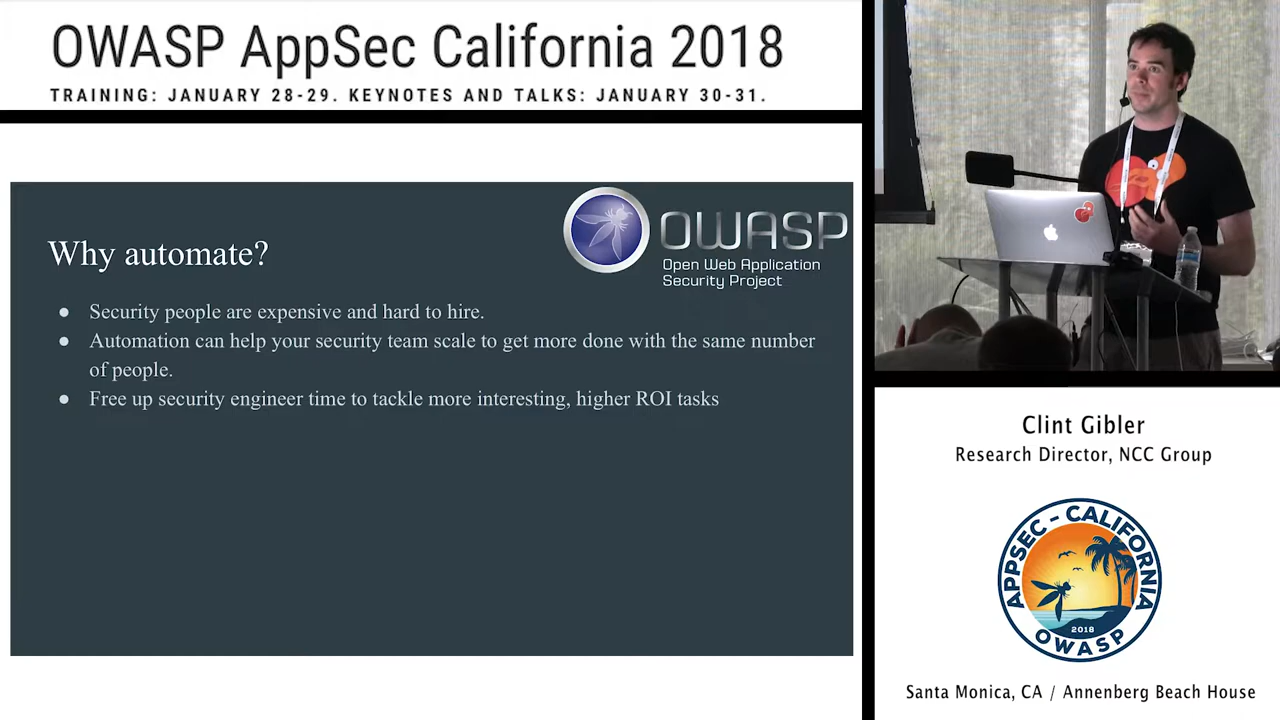 OWASP AppSec California 2018
TRAINING: JANUARY 28-29. KEYNOTES AND TALKS: JANUARY 30-31.
OWASP
Open Web Application
Security Project
Why automate?
● Security people are expensive and hard to hire.
● Automation can help your security team scale to get more done with the same number
of people.
● Free up security engineer time to tackle more interesting, higher ROI tasks
Clint Gibler
Research Director, NCC Group
APPSEC - CALIFORNIA
2018
OWASP
Santa Monica, CA / Annenberg Beach House